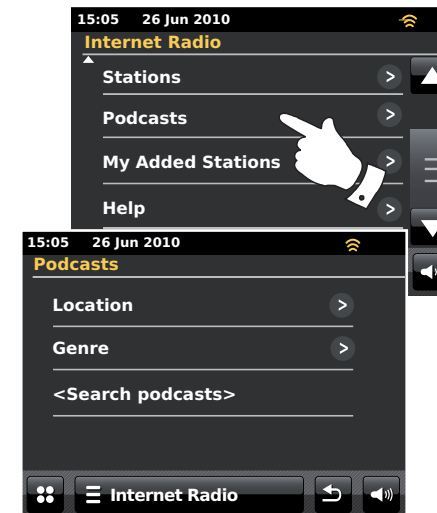 15:05 26 Jun 2010
Internet Radio
Stations
Podcasts
My Added Stations
Help
15:05 26 Jun 2010
Podcasts
Location
Genre
<Search podcasts>
Internet Radio